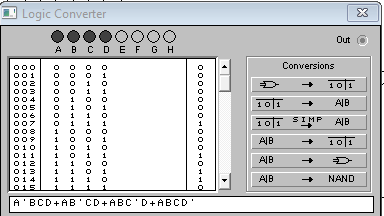 Logic Converter
A B C D E F G H
Out
000 0 0 0 0 0
001 0 0 0 1 0
002 0 0 1 0 0
003 0 0 1 1 0
004 0 1 0 0 0
005 0 1 0 1 0
006 0 1 1 0 0
007 0 1 1 1 1
008 1 0 0 0 0
009 1 0 0 1 0
010 1 0 1 0 0
011 1 0 1 1 1
012 1 1 0 0 0
013 1 1 0 1 1
014 1 1 1 0 1
015 1 1 1 1 0
Conversions
→ 10|1
10|1 → A|B
10|1 SIMP → A|B
A|B → 10|1
A|B →
A|B → NAND
A'BCD+AB'CD+ABC'D+ABCD'